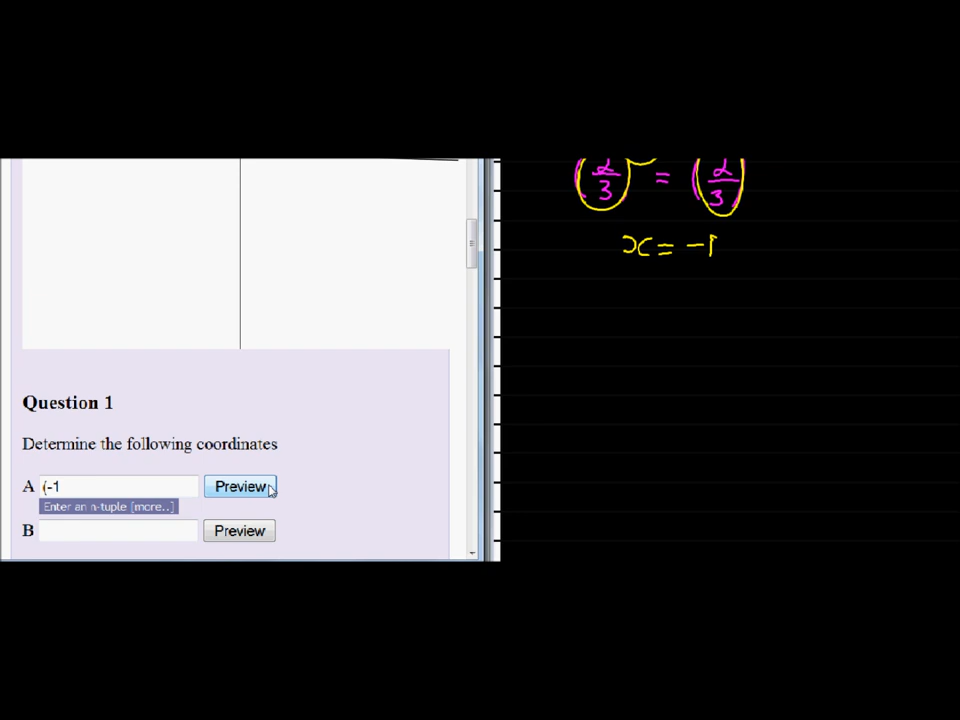 2/3 = 2/3
x = -1
Question 1
Determine the following coordinates
A (-1 Preview
Enter an n-tuple [more..]
B Preview